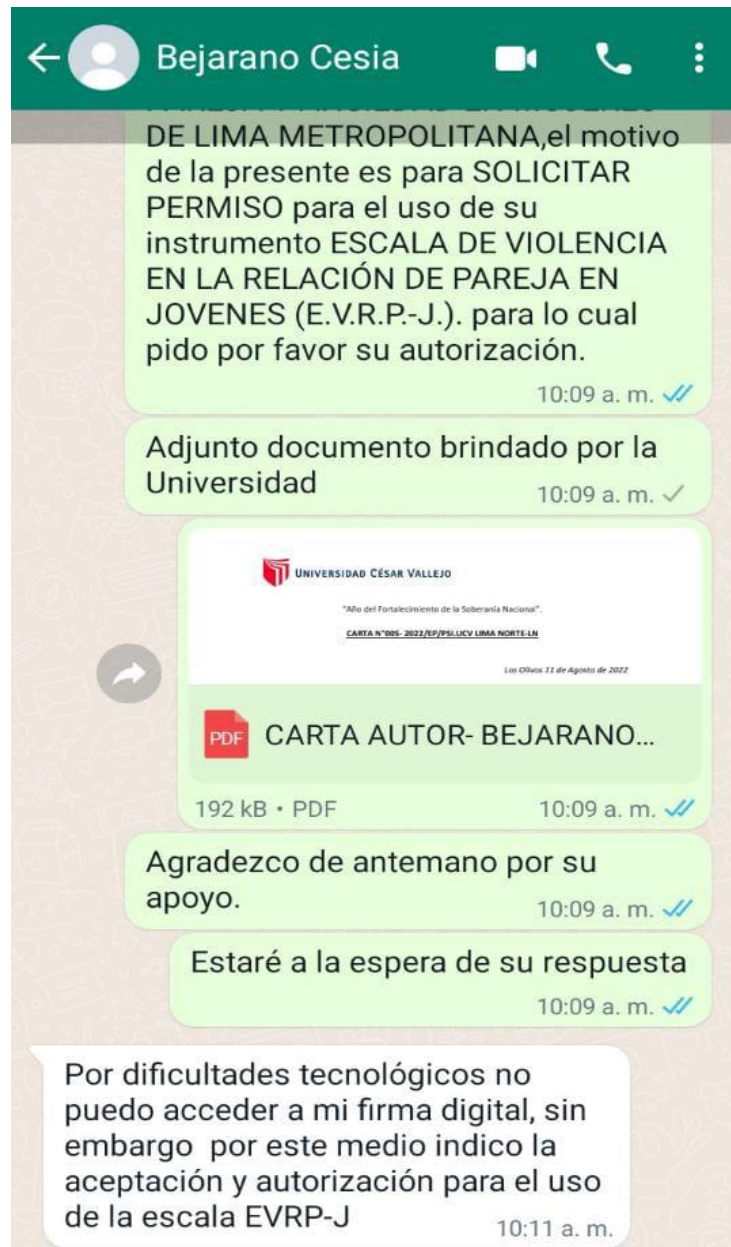 Bejarano Cesia
DE LIMA METROPOLITANA,el motivo
de la presente es para SOLICITAR
PERMISO para el uso de su
instrumento ESCALA DE VIOLENCIA
EN LA RELACIÓN DE PAREJA EN
JOVENES (E.V.R.P.-J.). para lo cual
pido por favor su autorización.
10:09 a. m.
Adjunto documento brindado por la
Universidad
10:09 a. m.
UNIVERSIDAD CÉSAR VALLEJO
"Año del Fortalecimiento de la Soberanía Nacional".
CARTA N°005- 2022/EP/PSI.UCV LIMA NORTE-LN
Los Olivos 11 de Agosto de 2022
PDF CARTA AUTOR- BEJARANO...
192 kB • PDF 10:09 a. m.
Agradezco de antemano por su
apoyo.
10:09 a. m.
Estaré a la espera de su respuesta
10:09 a. m.
Por dificultades tecnológicos no
puedo acceder a mi firma digital, sin
embargo por este medio indico la
aceptación y autorización para el uso
de la escala EVRP-J
10:11 a. m.